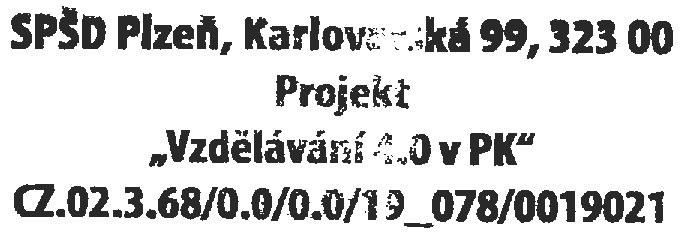 SPŠD Plzeň, Karlovarská 99, 323 00
Projekt
„Vzdělávání 4.0 v PK“
CZ.02.3.68/0.0/0.0/19_078/0019021